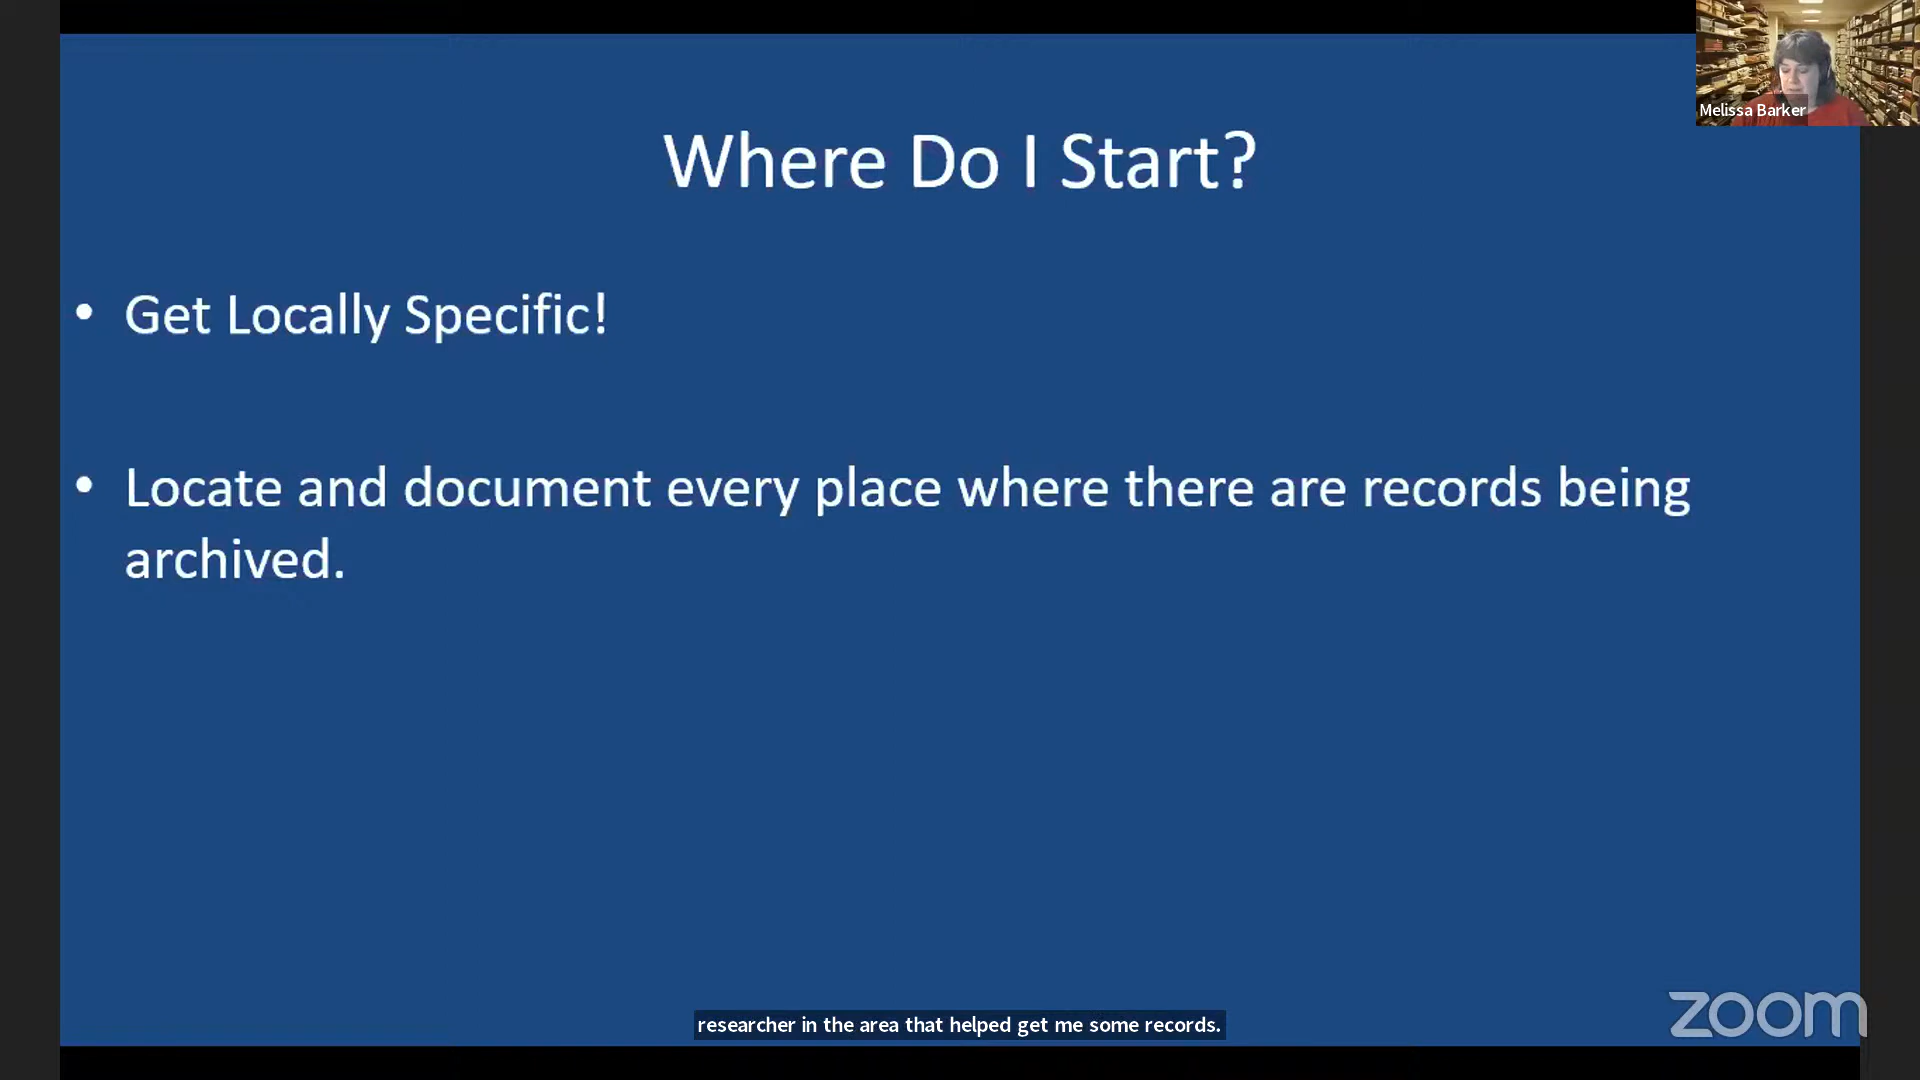 Melissa Barker
Where Do I Start?
• Get Locally Specific!
• Locate and document every place where there are records being
archived.
researcher in the area that helped get me some records.
zoom